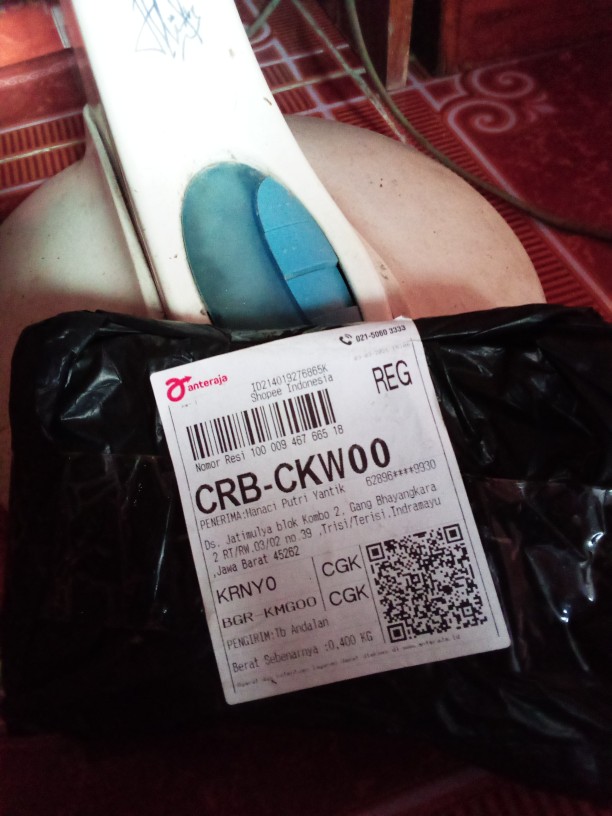 021-5060 3333
anteraja
ID214019276865K
Shopee Indonesia
REG
Nomor Resi 100 009 467 665 18
CRB-CKW00
PENERIMA:Hanaci Putri Yantik 62896****9930
Ds. Jatimulya blok Kombo 2, Gang Bhayangkara
2 RT/RW.03/02 no.39 ,Trisi/Terisi,Indramayu
,Jawa Barat 45262
KRNY0 CGK
BGR-KMG00 CGK
PENGIRIM:Tb Andalan
Berat Sebenarnya :0,400 KG